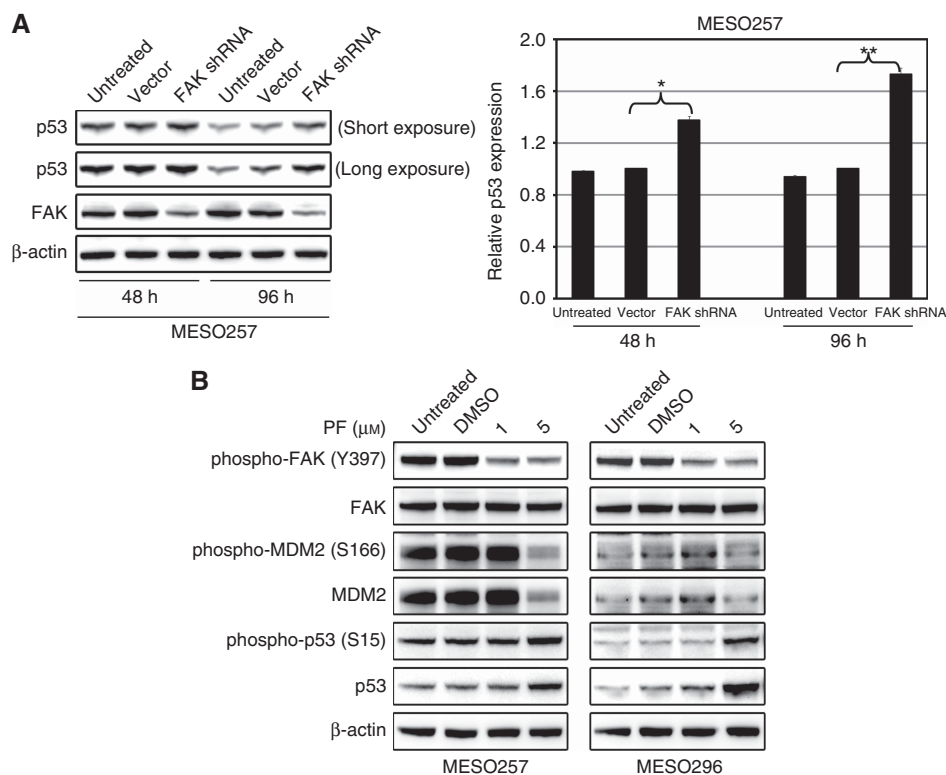 A
Untreated Vector FAK shRNA Untreated Vector FAK shRNA
p53 (Short exposure)
p53 (Long exposure)
FAK
β-actin
48 h 96 h
MESO257
MESO257
Relative p53 expression
2.0
1.6
1.2
0.8
0.4
0.0
* **
Untreated Vector FAK shRNA Untreated Vector FAK shRNA
48 h 96 h
B
PF (μM) Untreated DMSO 1 5 Untreated DMSO 1 5
phospho-FAK (Y397)
FAK
phospho-MDM2 (S166)
MDM2
phospho-p53 (S15)
p53
β-actin
MESO257 MESO296